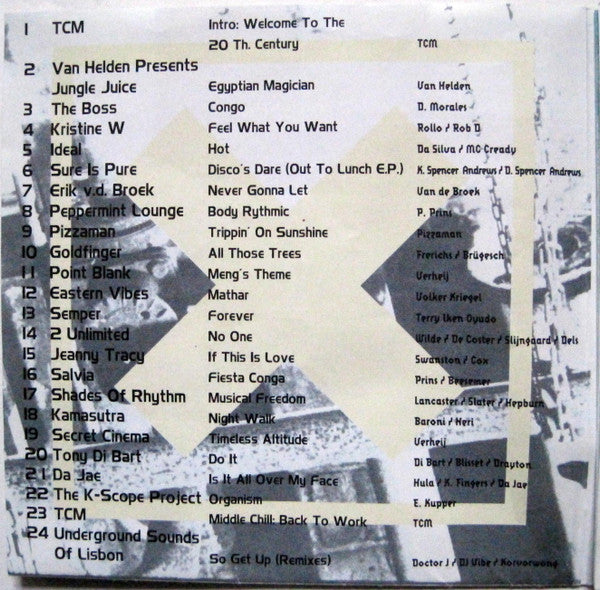 1 TCM Intro: Welcome To The
20 Th. Century TCM
2 Van Helden Presents
Jungle Juice Egyptian Magician Van Helden
3 The Boss Congo D. Morales
4 Kristine W Feel What You Want Rollo / Rob D
5 Ideal Hot Da Silva / MC Cready
6 Sure Is Pure Disco's Dare (Out To Lunch E.P.) K. Spencer Andrews / D. Spencer Andrews
7 Erik v.d. Broek Never Gonna Let Van de Broek
8 Peppermint Lounge Body Rythmic P. Prins
9 Pizzaman Trippin' On Sunshine Pizzaman
10 Goldfinger All Those Trees Frerichs / Brügesch
11 Point Blank Meng's Theme Verheij
12 Eastern Vibes Mathar Volker Kriegel
13 Semper Forever Terry Iken Oyudo
14 2 Unlimited No One Wilde / De Coster / Slijngaard / Dels
15 Jeanny Tracy If This Is Love Swanston / Cox
16 Salvia Fiesta Conga Prins / Beesemer
17 Shades Of Rhythm Musical Freedom Lancaster / Slater / Hepburn
18 Kamasutra Night Walk Baroni / Neri
19 Secret Cinema Timeless Altitude Verheij
20 Tony Di Bart Do It Di Bart / Blisset / Drayton
21 Da Jae Is It All Over My Face Hula / K. Fingers / Da Jae
22 The K-Scope Project Organism E. Kupper
23 TCM Middle Chill: Back To Work TCM
24 Underground Sounds
Of Lisbon So Get Up (Remixes) Doctor J / DJ Vibe / Korvorwong